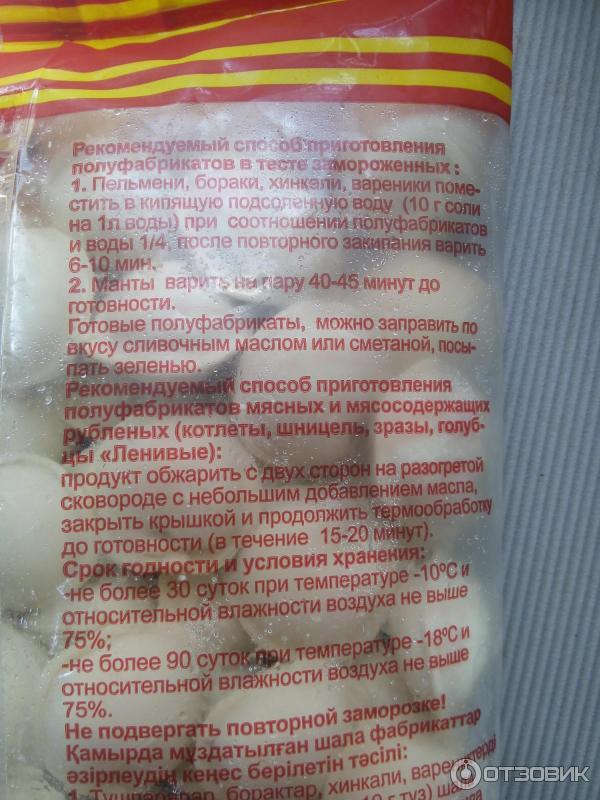 Рекомендуемый способ приготовления
полуфабрикатов в тесте замороженных :
1. Пельмени, бораки, хинкали, вареники поме-
стить в кипящую подсоленную воду (10 г соли
на 1л воды) при соотношении полуфабрикатов
и воды 1/4, после повторного закипания варить
6-10 мин.
2. Манты варить на пару 40-45 минут до
готовности.
Готовые полуфабрикаты, можно заправить по
вкусу сливочным маслом или сметаной, посы-
пать зеленью.
Рекомендуемый способ приготовления
полуфабрикатов мясных и мясосодержащих
рубленых (котлеты, шницель, зразы, голуб-
цы «Ленивые):
продукт обжарить с двух сторон на разогретой
сковороде с небольшим добавлением масла,
закрыть крышкой и продолжить термообработку
до готовности (в течение 15-20 минут).
Срок годности и условия хранения:
-не более 30 суток при температуре -10ºС и
относительной влажности воздуха не выше
75%;
-не более 90 суток при температуре -18ºС и
относительной влажности воздуха не выше
75%.
Не подвергать повторной заморозке!
Қамырда мұздатылған шала фабрикаттар
әзірлеудің кеңес берілетін тәсілі:
1. хинкали,
ОТЗОВИК